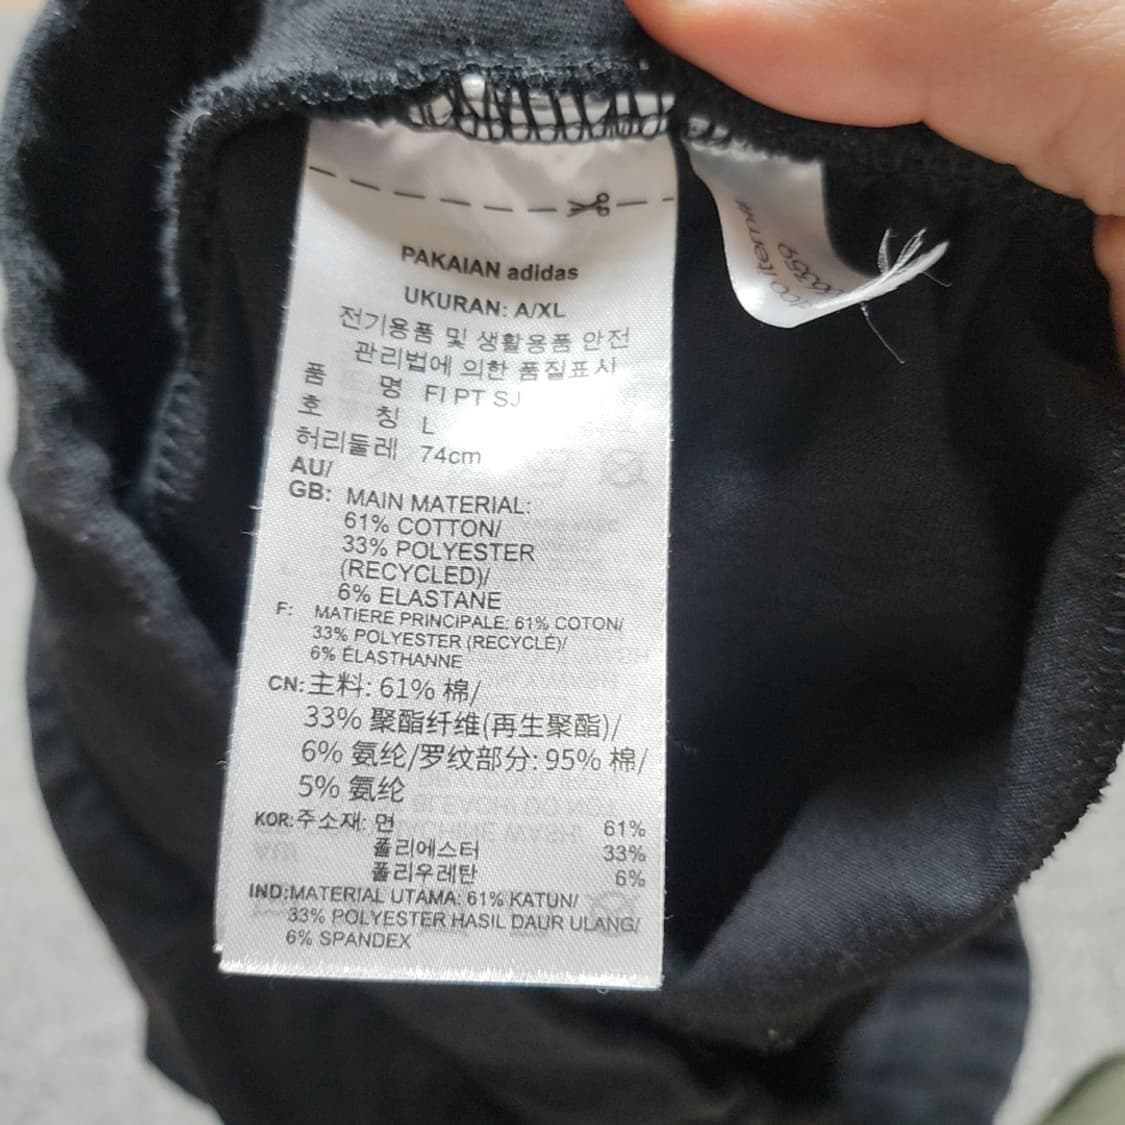 PAKAIAN adidas
UKURAN: A/XL
전기용품 및 생활용품 안전
관리법에 의한 품질표시
품 명 FI PT SJ
호 칭 L
허리둘레 74cm
AU/
GB: MAIN MATERIAL:
61% COTTON/
33% POLYESTER
(RECYCLED)/
6% ELASTANE
F: MATIERE PRINCIPALE: 61% COTON/
33% POLYESTER (RECYCLÉ)/
6% ÉLASTHANNE
CN: 主料: 61% 棉/
33% 聚酯纤维(再生聚酯)/
6% 氨纶/罗纹部分: 95% 棉/
5% 氨纶
KOR: 주소재: 면 61%
폴리에스터 33%
폴리우레탄 6%
IND: MATERIAL UTAMA: 61% KATUN/
33% POLYESTER HASIL DAUR ULANG/
6% SPANDEX